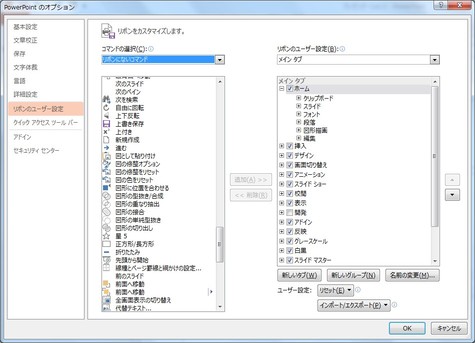 PowerPoint のオプション
基本設定
文章校正
保存
文字体裁
言語
詳細設定
リボンのユーザー設定
クイック アクセス ツール バー
アドイン
セキュリティ センター
リボンをカスタマイズします。
コマンドの選択(C):
リボンにないコマンド
次のスライド
次のペイン
次を検索
自由に回転
上下反転
上書き保存
上付き
新規作成
進む
図として貼り付け
図の修整オプション
図の修整をリセット
図の色をリセット
図形に位置を合わせる
図形の型抜き/合成
図形の重なり抽出
図形の接合
図形の単純型抜き
図形の切り出し
星 5
正方形/長方形
折りたたみ
先頭から開始
線種とページ罫線と網かけの設定...
前のスライド
前面へ移動
前面へ移動
全画面表示の切り替え
代替テキスト...
追加(A) >>
<< 削除(R)
リボンのユーザー設定(B):
メイン タブ
メイン タブ
ホーム
クリップボード
スライド
フォント
段落
図形描画
編集
挿入
デザイン
画面切り替え
アニメーション
スライド ショー
校閲
表示
開発
アドイン
反映
グレースケール
白黒
スライド マスター
新しいタブ(W)
新しいグループ(N)
名前の変更(M)...
ユーザー設定:
リセット(E)
インポート/エクスポート(P)
OK
キャンセル